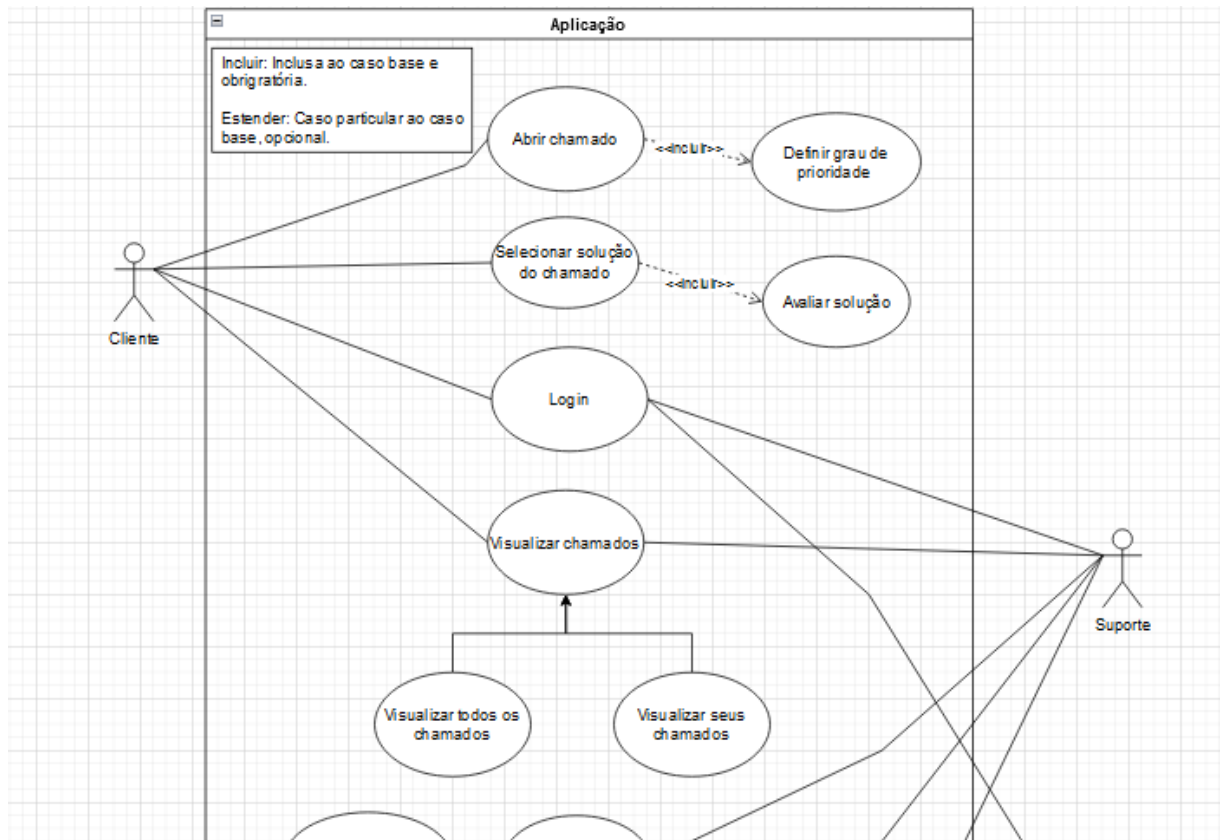 Aplicação
Incluir: Inclusa ao caso base e
obrigratória.
Estender: Caso particular ao caso
base, opcional.
Abrir chamado
<<incluir>>
Definir grau de
prioridade
Selecionar solução
do chamado
<<incluir>>
Avaliar solução
Cliente
Login
Visualizar chamados
Suporte
Visualizar todos os
chamados
Visualizar seus
chamados